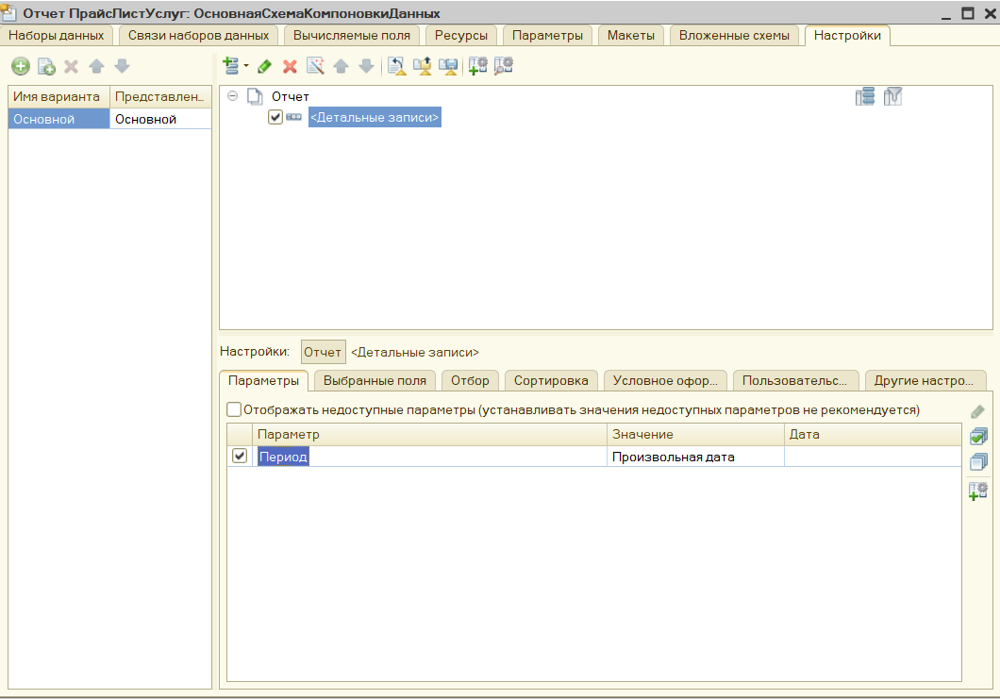 Отчет ПрайсЛистУслуг: ОсновнаяСхемаКомпоновкиДанных
Наборы данных Связи наборов данных Вычисляемые поля Ресурсы Параметры Макеты Вложенные схемы Настройки
Имя варианта Представлен...
Основной Основной
Отчет
<Детальные записи>
Настройки: Отчет <Детальные записи>
Параметры Выбранные поля Отбор Сортировка Условное офор... Пользовательс... Другие настро...
Отображать недоступные параметры (устанавливать значения недоступных параметров не рекомендуется)
Параметр Значение Дата
Период Произвольная дата